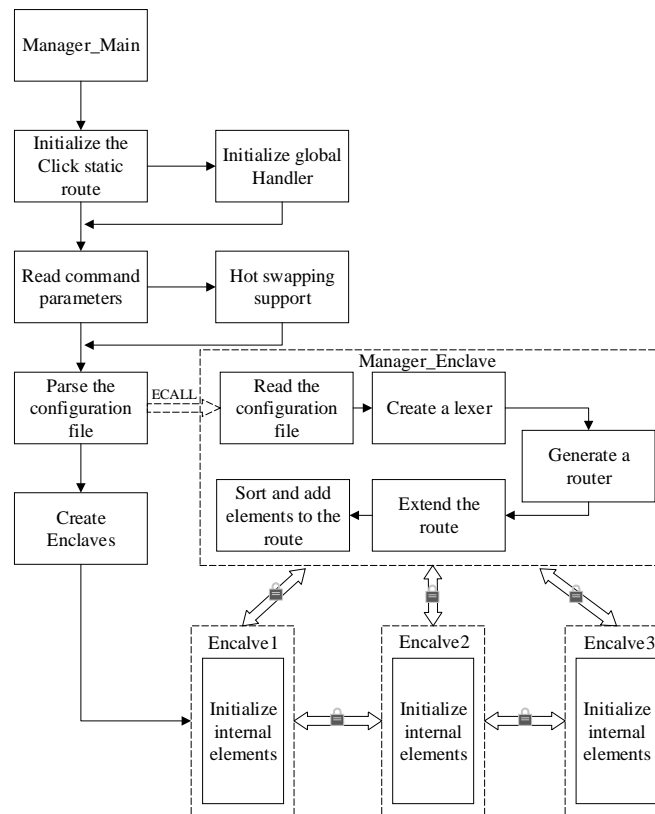 Manager_Main
Initialize the
Click static
route
Initialize global
Handler
Read command
parameters
Hot swapping
support
Manager_Enclave
Parse the
configuration
file
ECALL
Read the
configuration
file
Create a lexer
Generate a
router
Sort and add
elements to the
route
Extend the
route
Create
Enclaves
Encalve1
Encalve2
Encalve3
Initialize
internal
elements
Initialize
internal
elements
Initialize
internal
elements